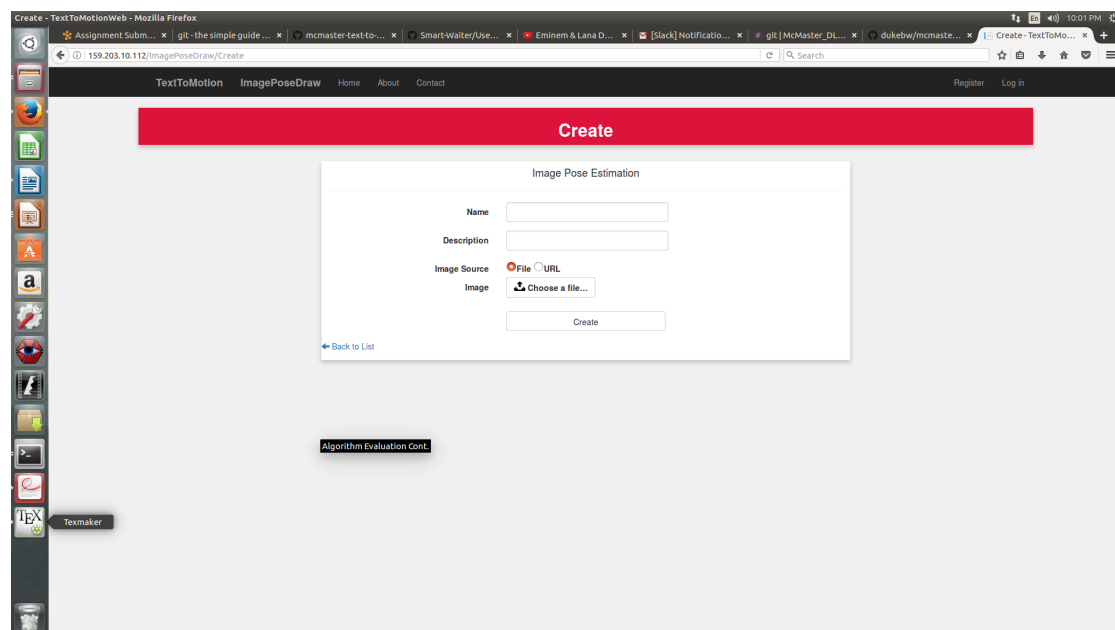 Create - TextToMotionWeb - Mozilla Firefox
En 10:01 PM
Assignment Subm... git - the simple guide ... mcmaster-text-to-... Smart-Waiter/Use... Eminem & Lana D... [Slack] Notificatio... # git | McMaster_DL... dukebw/mcmaste... Create - TextToMo...
159.203.10.112/ImagePoseDraw/Create Search
TextToMotion ImagePoseDraw Home About Contact Register Log in
Create
Image Pose Estimation
Name
Description
Image Source File URL
Image Choose a file...
Create
Back to List
Algorithm Evaluation Cont.
TEX Texmaker